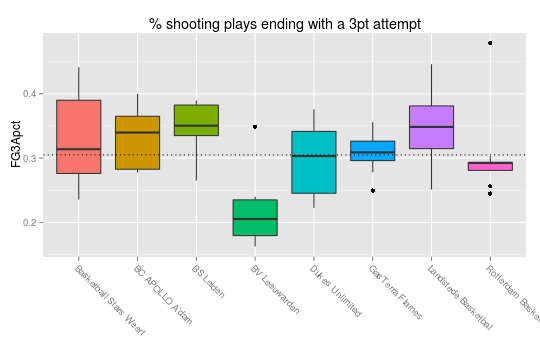 % shooting plays ending with a 3pt attempt
FG3Apct
0.4
0.3
0.2
Basketball Stars Weert
BC APOLLO A'dam
BS Leiden
BV Leeuwarden
Dukes Unlimited
GasTerra Flames
Landstede Basketbal
Rotterdam Baske